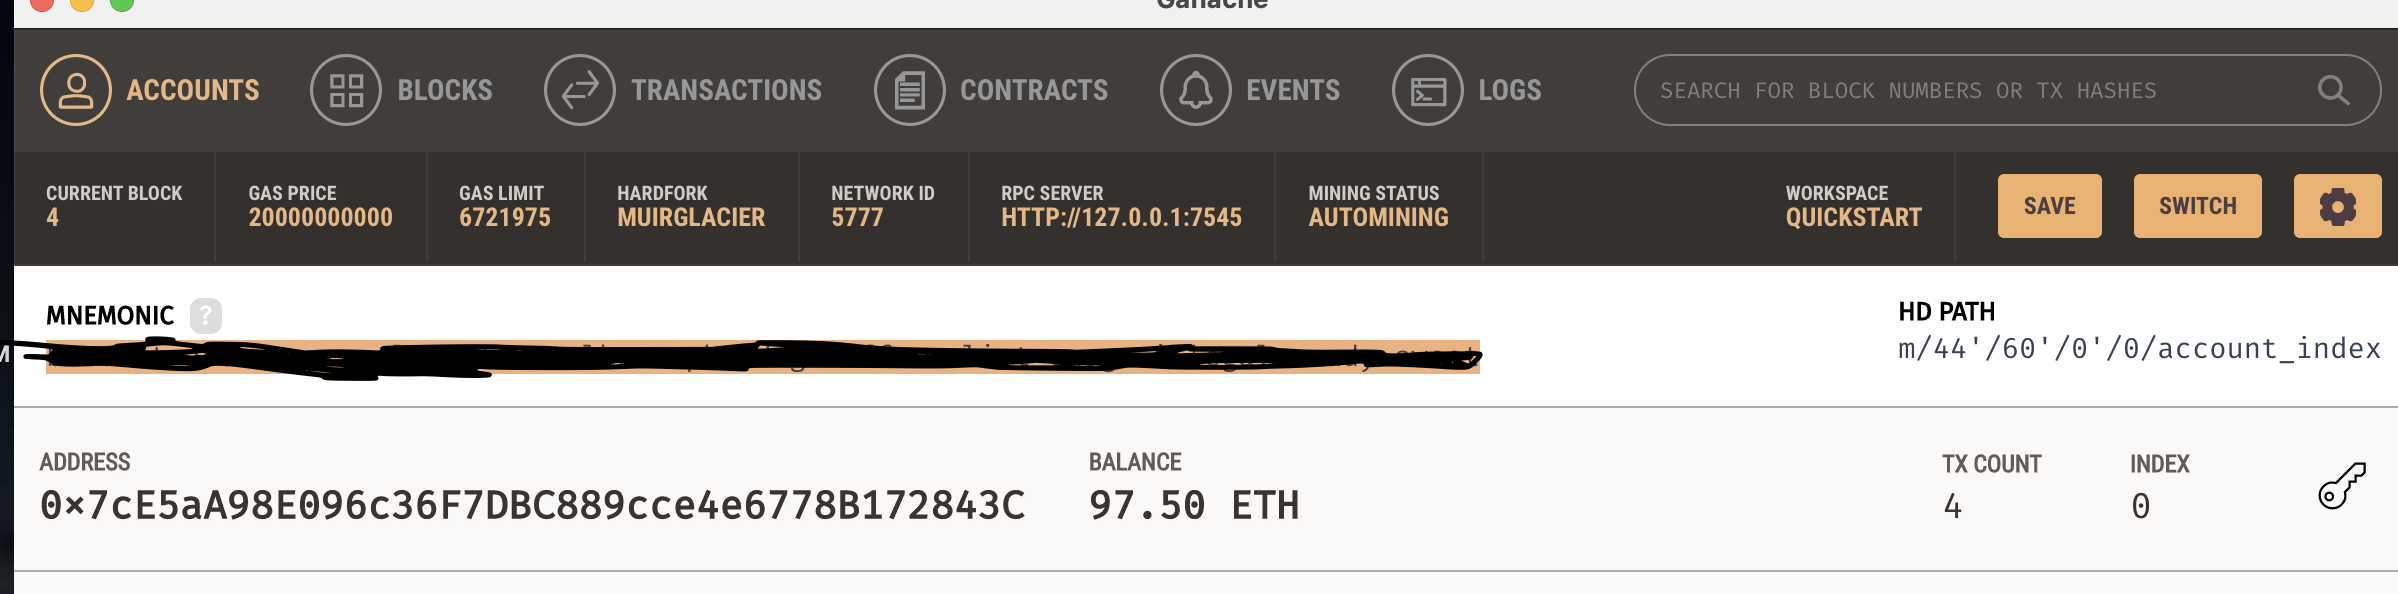 Ganache
ACCOUNTS BLOCKS TRANSACTIONS CONTRACTS EVENTS LOGS SEARCH FOR BLOCK NUMBERS OR TX HASHES
CURRENT BLOCK GAS PRICE GAS LIMIT HARDFORK NETWORK ID RPC SERVER MINING STATUS WORKSPACE
4 20000000000 6721975 MUIRGLACIER 5777 HTTP://127.0.0.1:7545 AUTOMINING QUICKSTART SAVE SWITCH
MNEMONIC ? HD PATH
m/44'/60'/0'/0/account_index
ADDRESS BALANCE TX COUNT INDEX
0×7cE5aA98E096c36F7DBC889cce4e6778B172843C 97.50 ETH 4 0